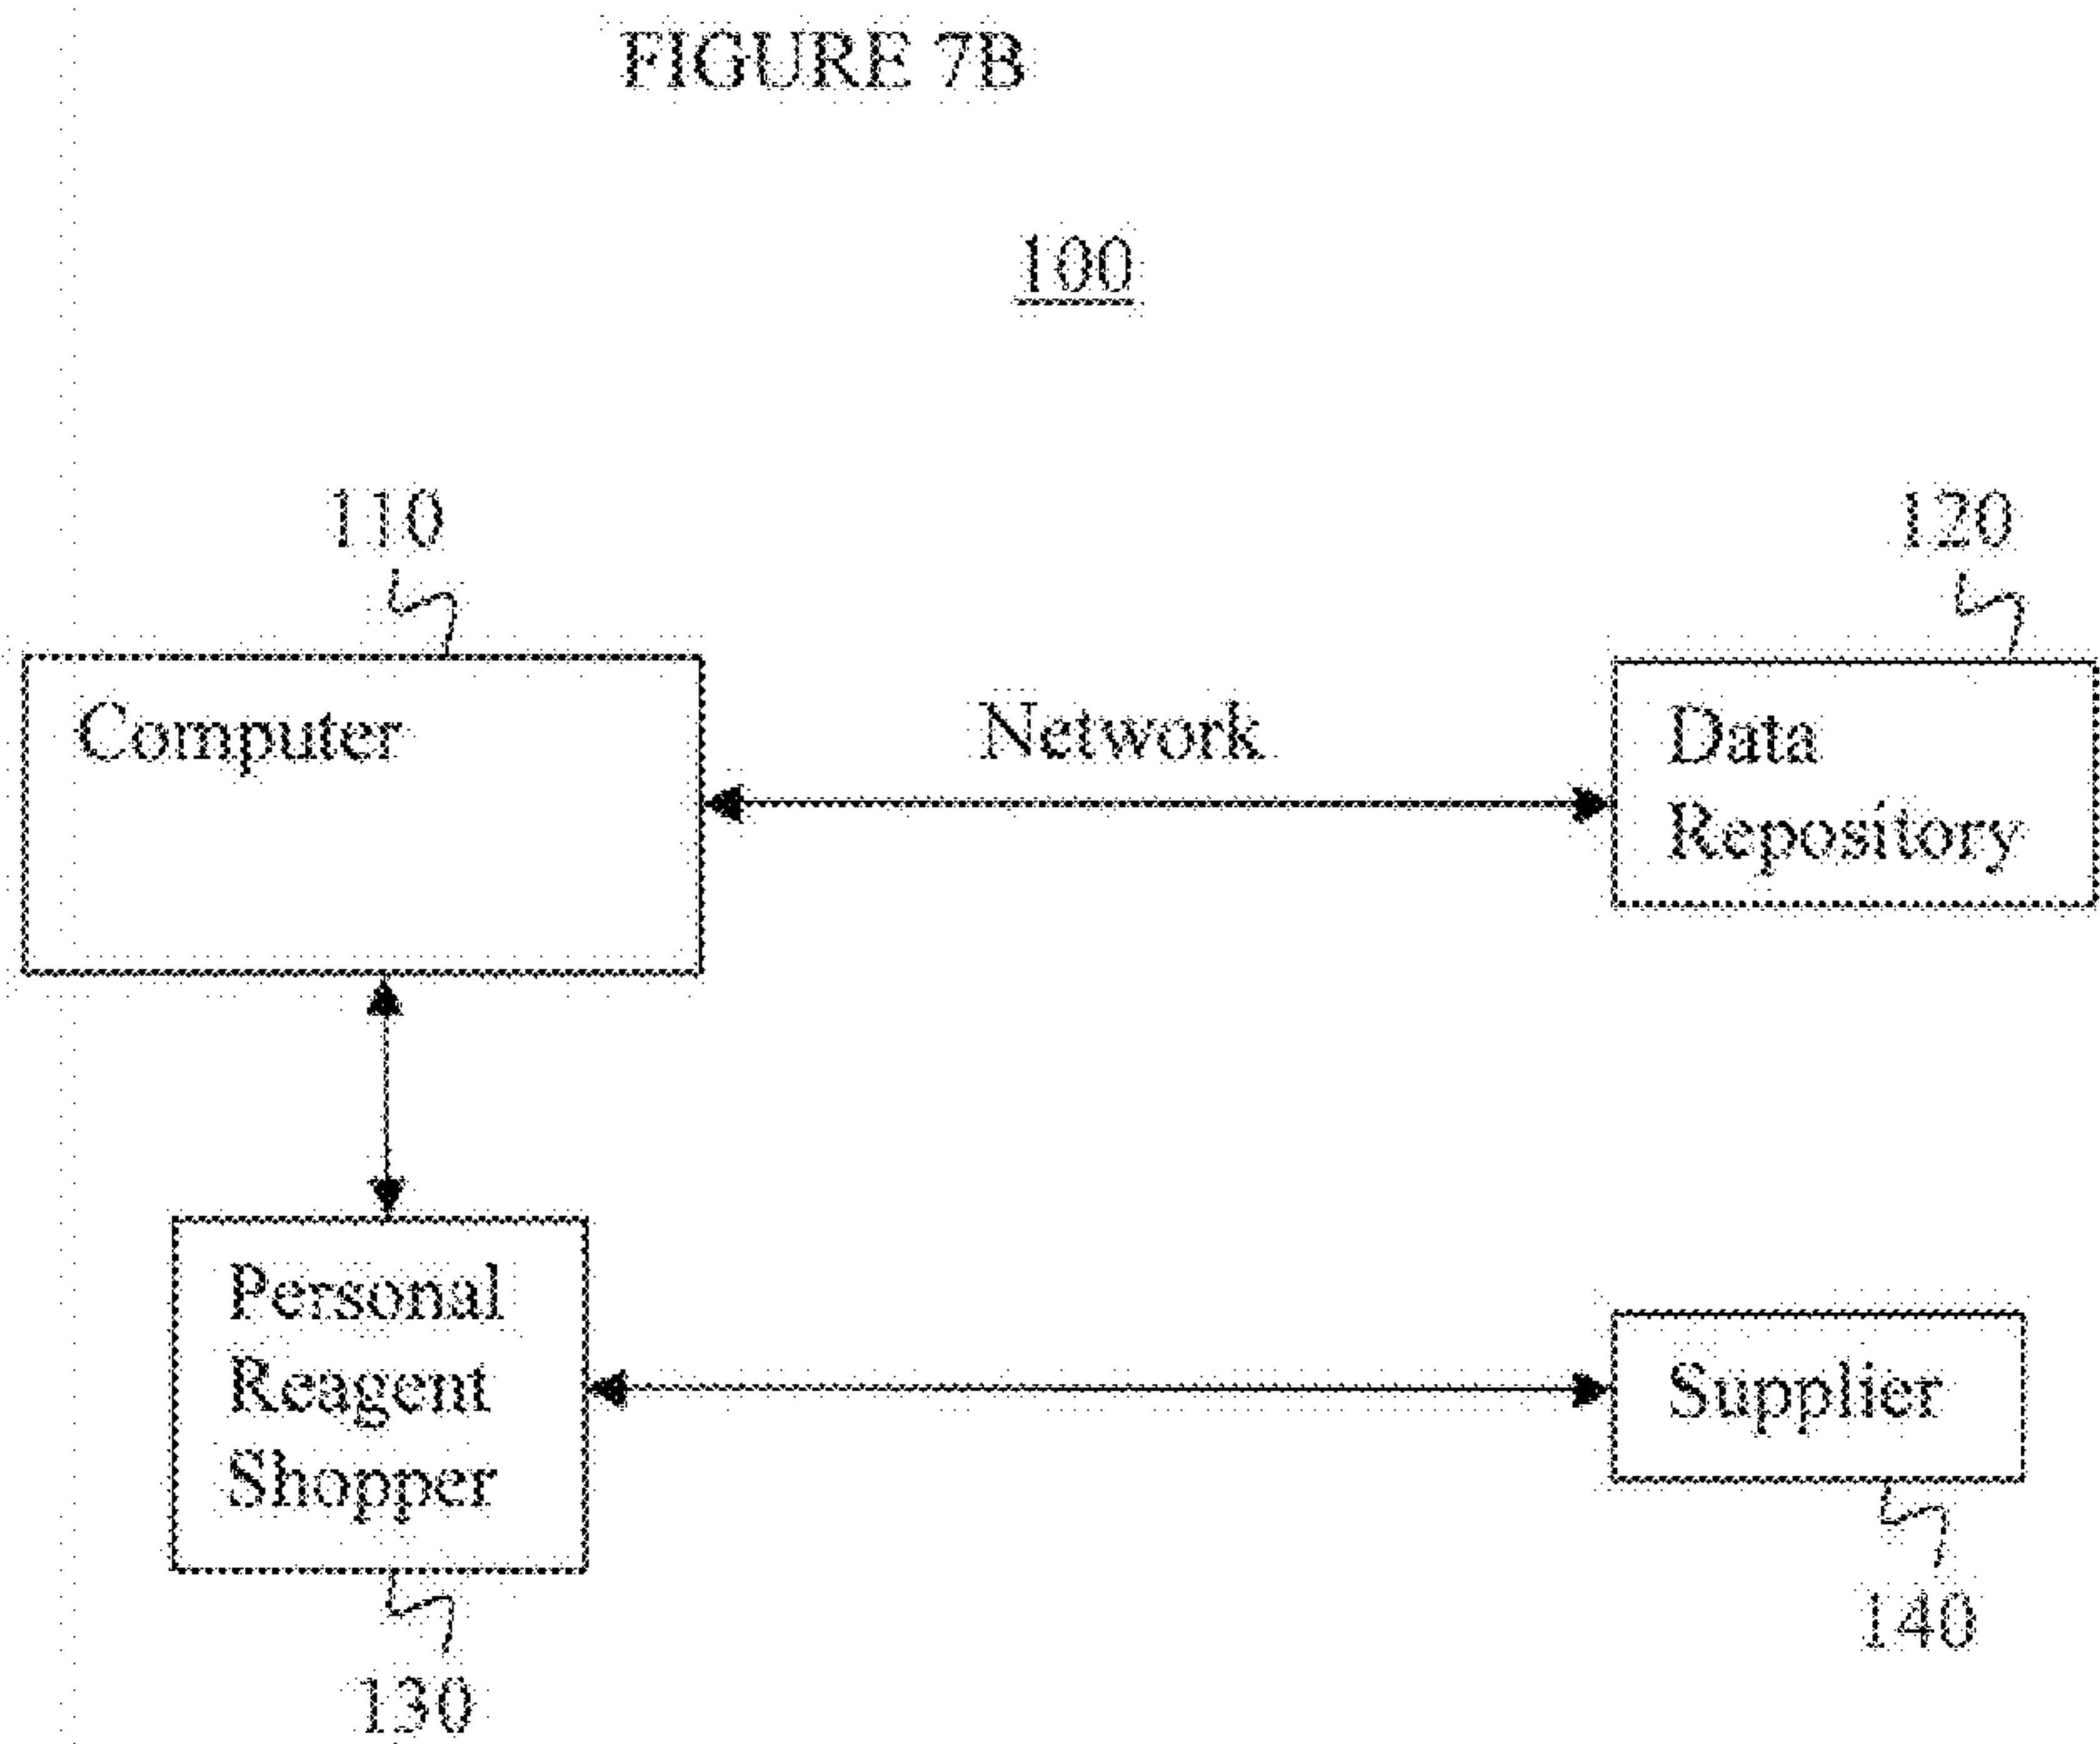 FIGURE 7B
100
110
120
Computer
Network
Data
Repository
Personal
Reagent
Shopper
Supplier
140
130